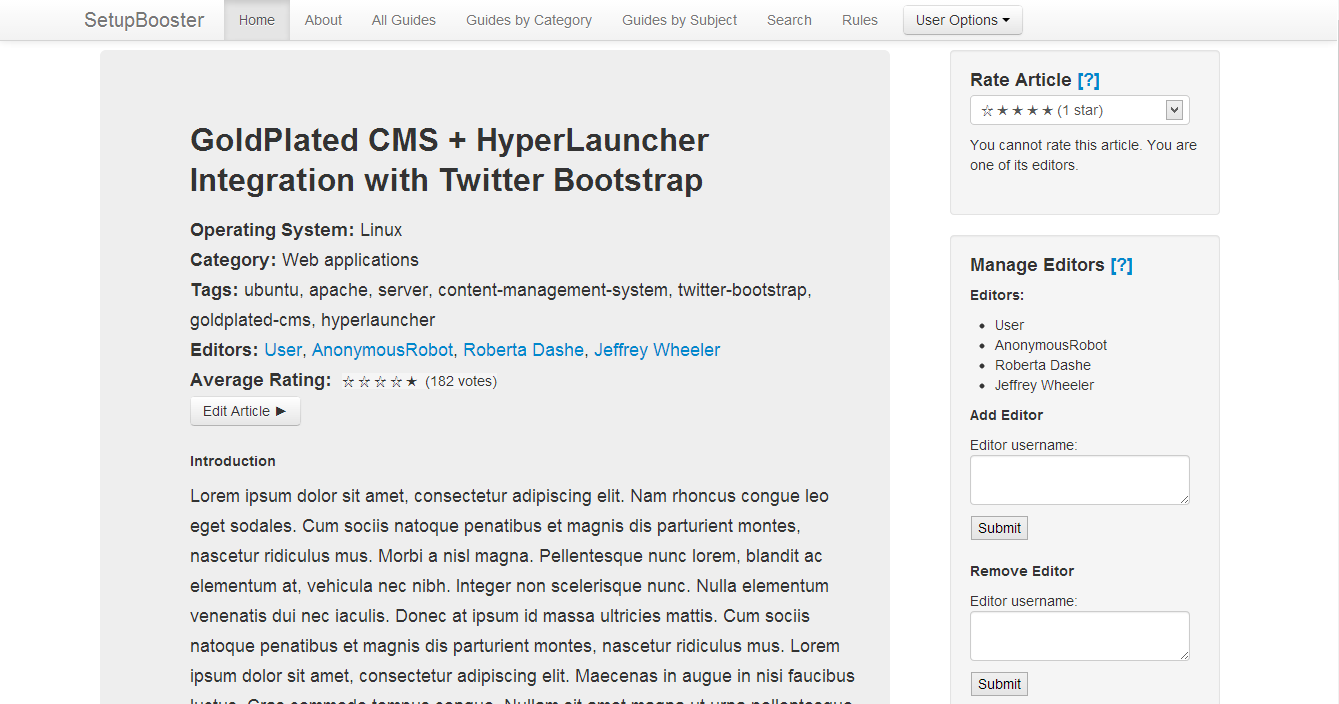 SetupBooster Home About All Guides Guides by Category Guides by Subject Search Rules User Options
GoldPlated CMS + HyperLauncher
Integration with Twitter Bootstrap
Operating System: Linux
Category: Web applications
Tags: ubuntu, apache, server, content-management-system, twitter-bootstrap,
goldplated-cms, hyperlauncher
Editors: User, AnonymousRobot, Roberta Dashe, Jeffrey Wheeler
Average Rating: ☆☆☆☆★ (182 votes)
Edit Article ►
Introduction
Lorem ipsum dolor sit amet, consectetur adipiscing elit. Nam rhoncus congue leo
eget sodales. Cum sociis natoque penatibus et magnis dis parturient montes,
nascetur ridiculus mus. Morbi a nisl magna. Pellentesque nunc lorem, blandit ac
elementum at, vehicula nec nibh. Integer non scelerisque nunc. Nulla elementum
venenatis dui nec iaculis. Donec at ipsum id massa ultricies mattis. Cum sociis
natoque penatibus et magnis dis parturient montes, nascetur ridiculus mus. Lorem
ipsum dolor sit amet, consectetur adipiscing elit. Maecenas in augue in nisi faucibus
Rate Article [?]
☆★★★★ (1 star)
You cannot rate this article. You are
one of its editors.
Manage Editors [?]
Editors:
• User
• AnonymousRobot
• Roberta Dashe
• Jeffrey Wheeler
Add Editor
Editor username:
Submit
Remove Editor
Editor username:
Submit